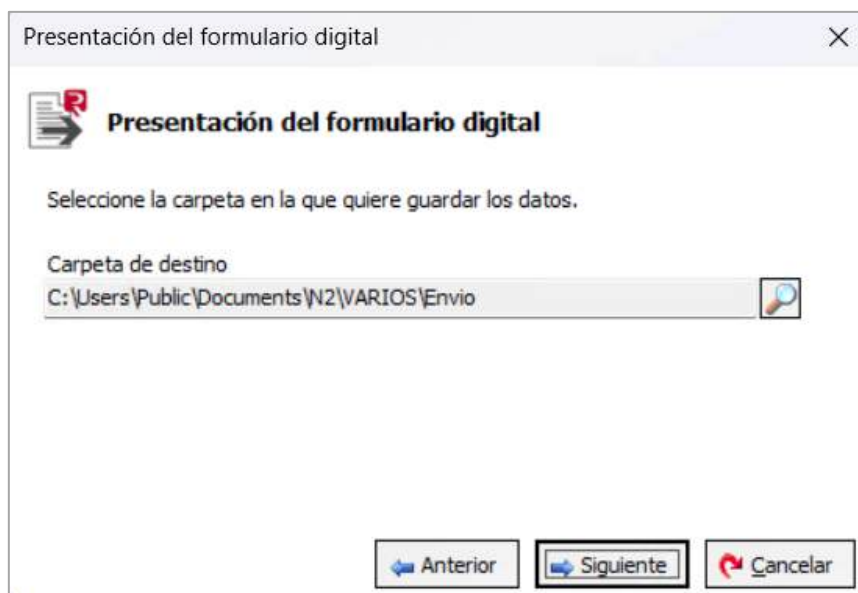 Presentación del formulario digital
Presentación del formulario digital
Seleccione la carpeta en la que quiere guardar los datos.
Carpeta de destino
C:\Users\Public\Documents\N2\VARIOS\Envio
Anterior Siguiente Cancelar